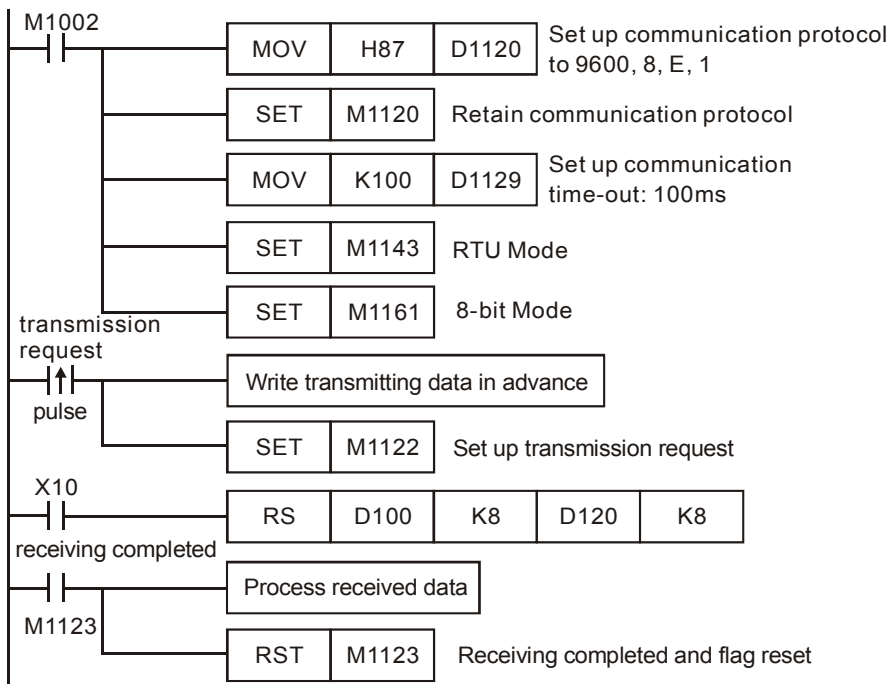 M1002
MOV H87 D1120 Set up communication protocol
to 9600, 8, E, 1
SET M1120 Retain communication protocol
MOV K100 D1129 Set up communication
time-out: 100ms
SET M1143 RTU Mode
SET M1161 8-bit Mode
transmission
request
Write transmitting data in advance
pulse
SET M1122 Set up transmission request
X10
RS D100 K8 D120 K8
receiving completed
Process received data
M1123
RST M1123 Receiving completed and flag reset